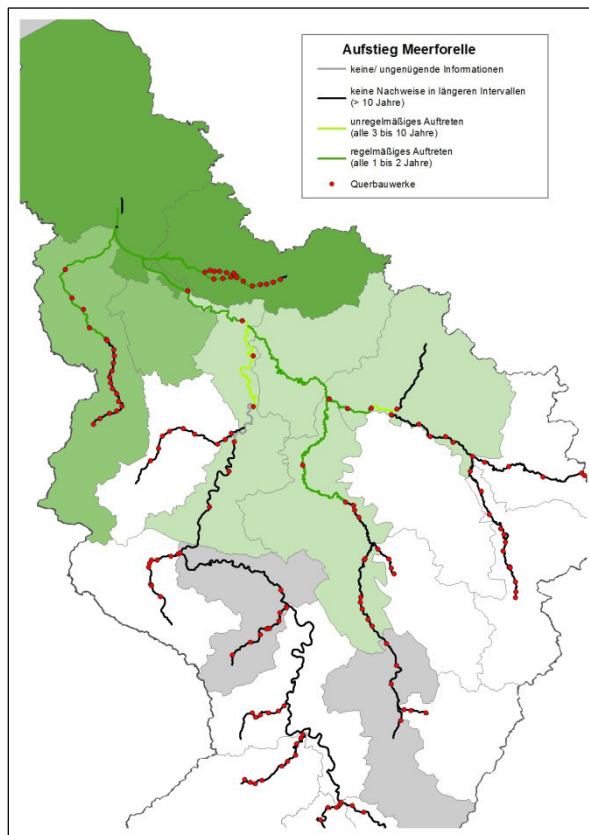 Aufstieg Meerforelle
keine/ ungenügende Informationen
keine Nachweise in längeren Intervallen
(> 10 Jahre)
unregelmäßiges Auftreten
(alle 3 bis 10 Jahre)
regelmäßiges Auftreten
(alle 1 bis 2 Jahre)
Querbauwerke